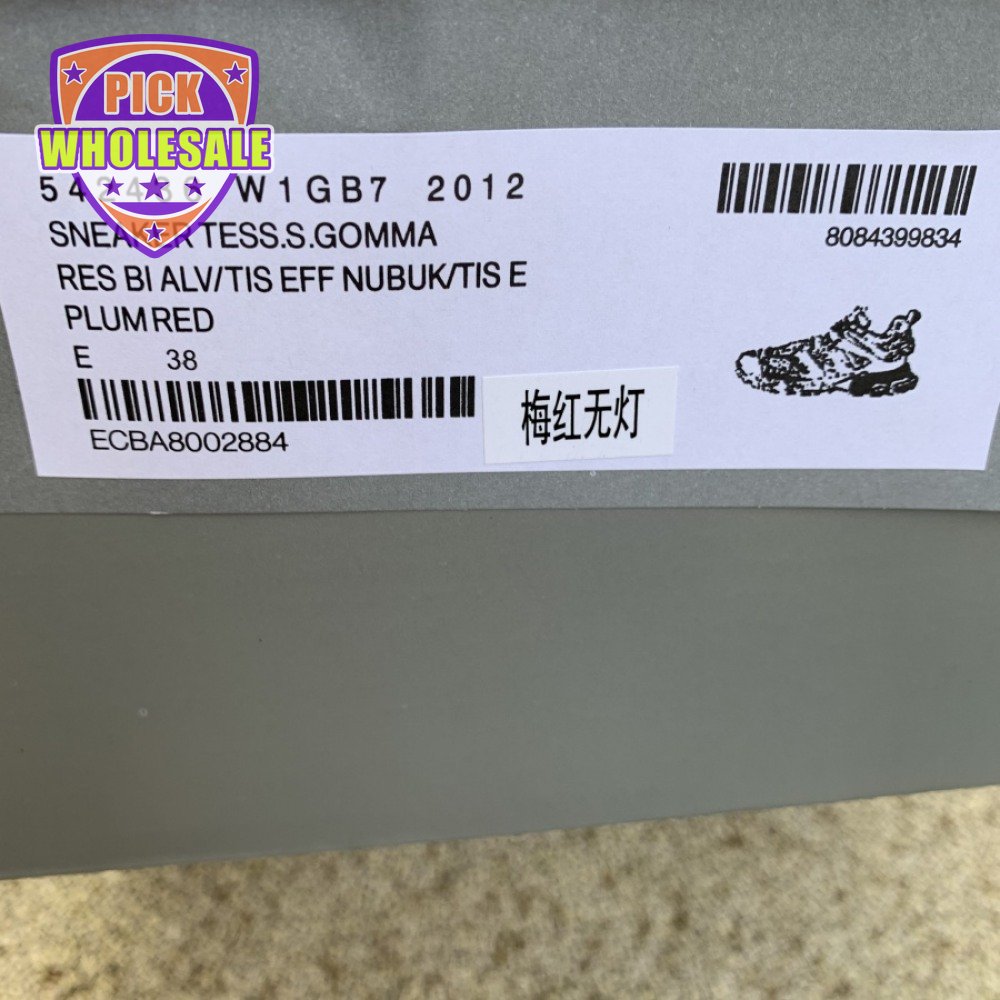 PICK
WHOLESALE
W1GB7 2012
SNEAKER TESS.S.GOMMA
RES BI ALV/TIS EFF NUBUK/TIS E
PLUM RED
E 38
ECBA8002884
梅红无灯
8084399834